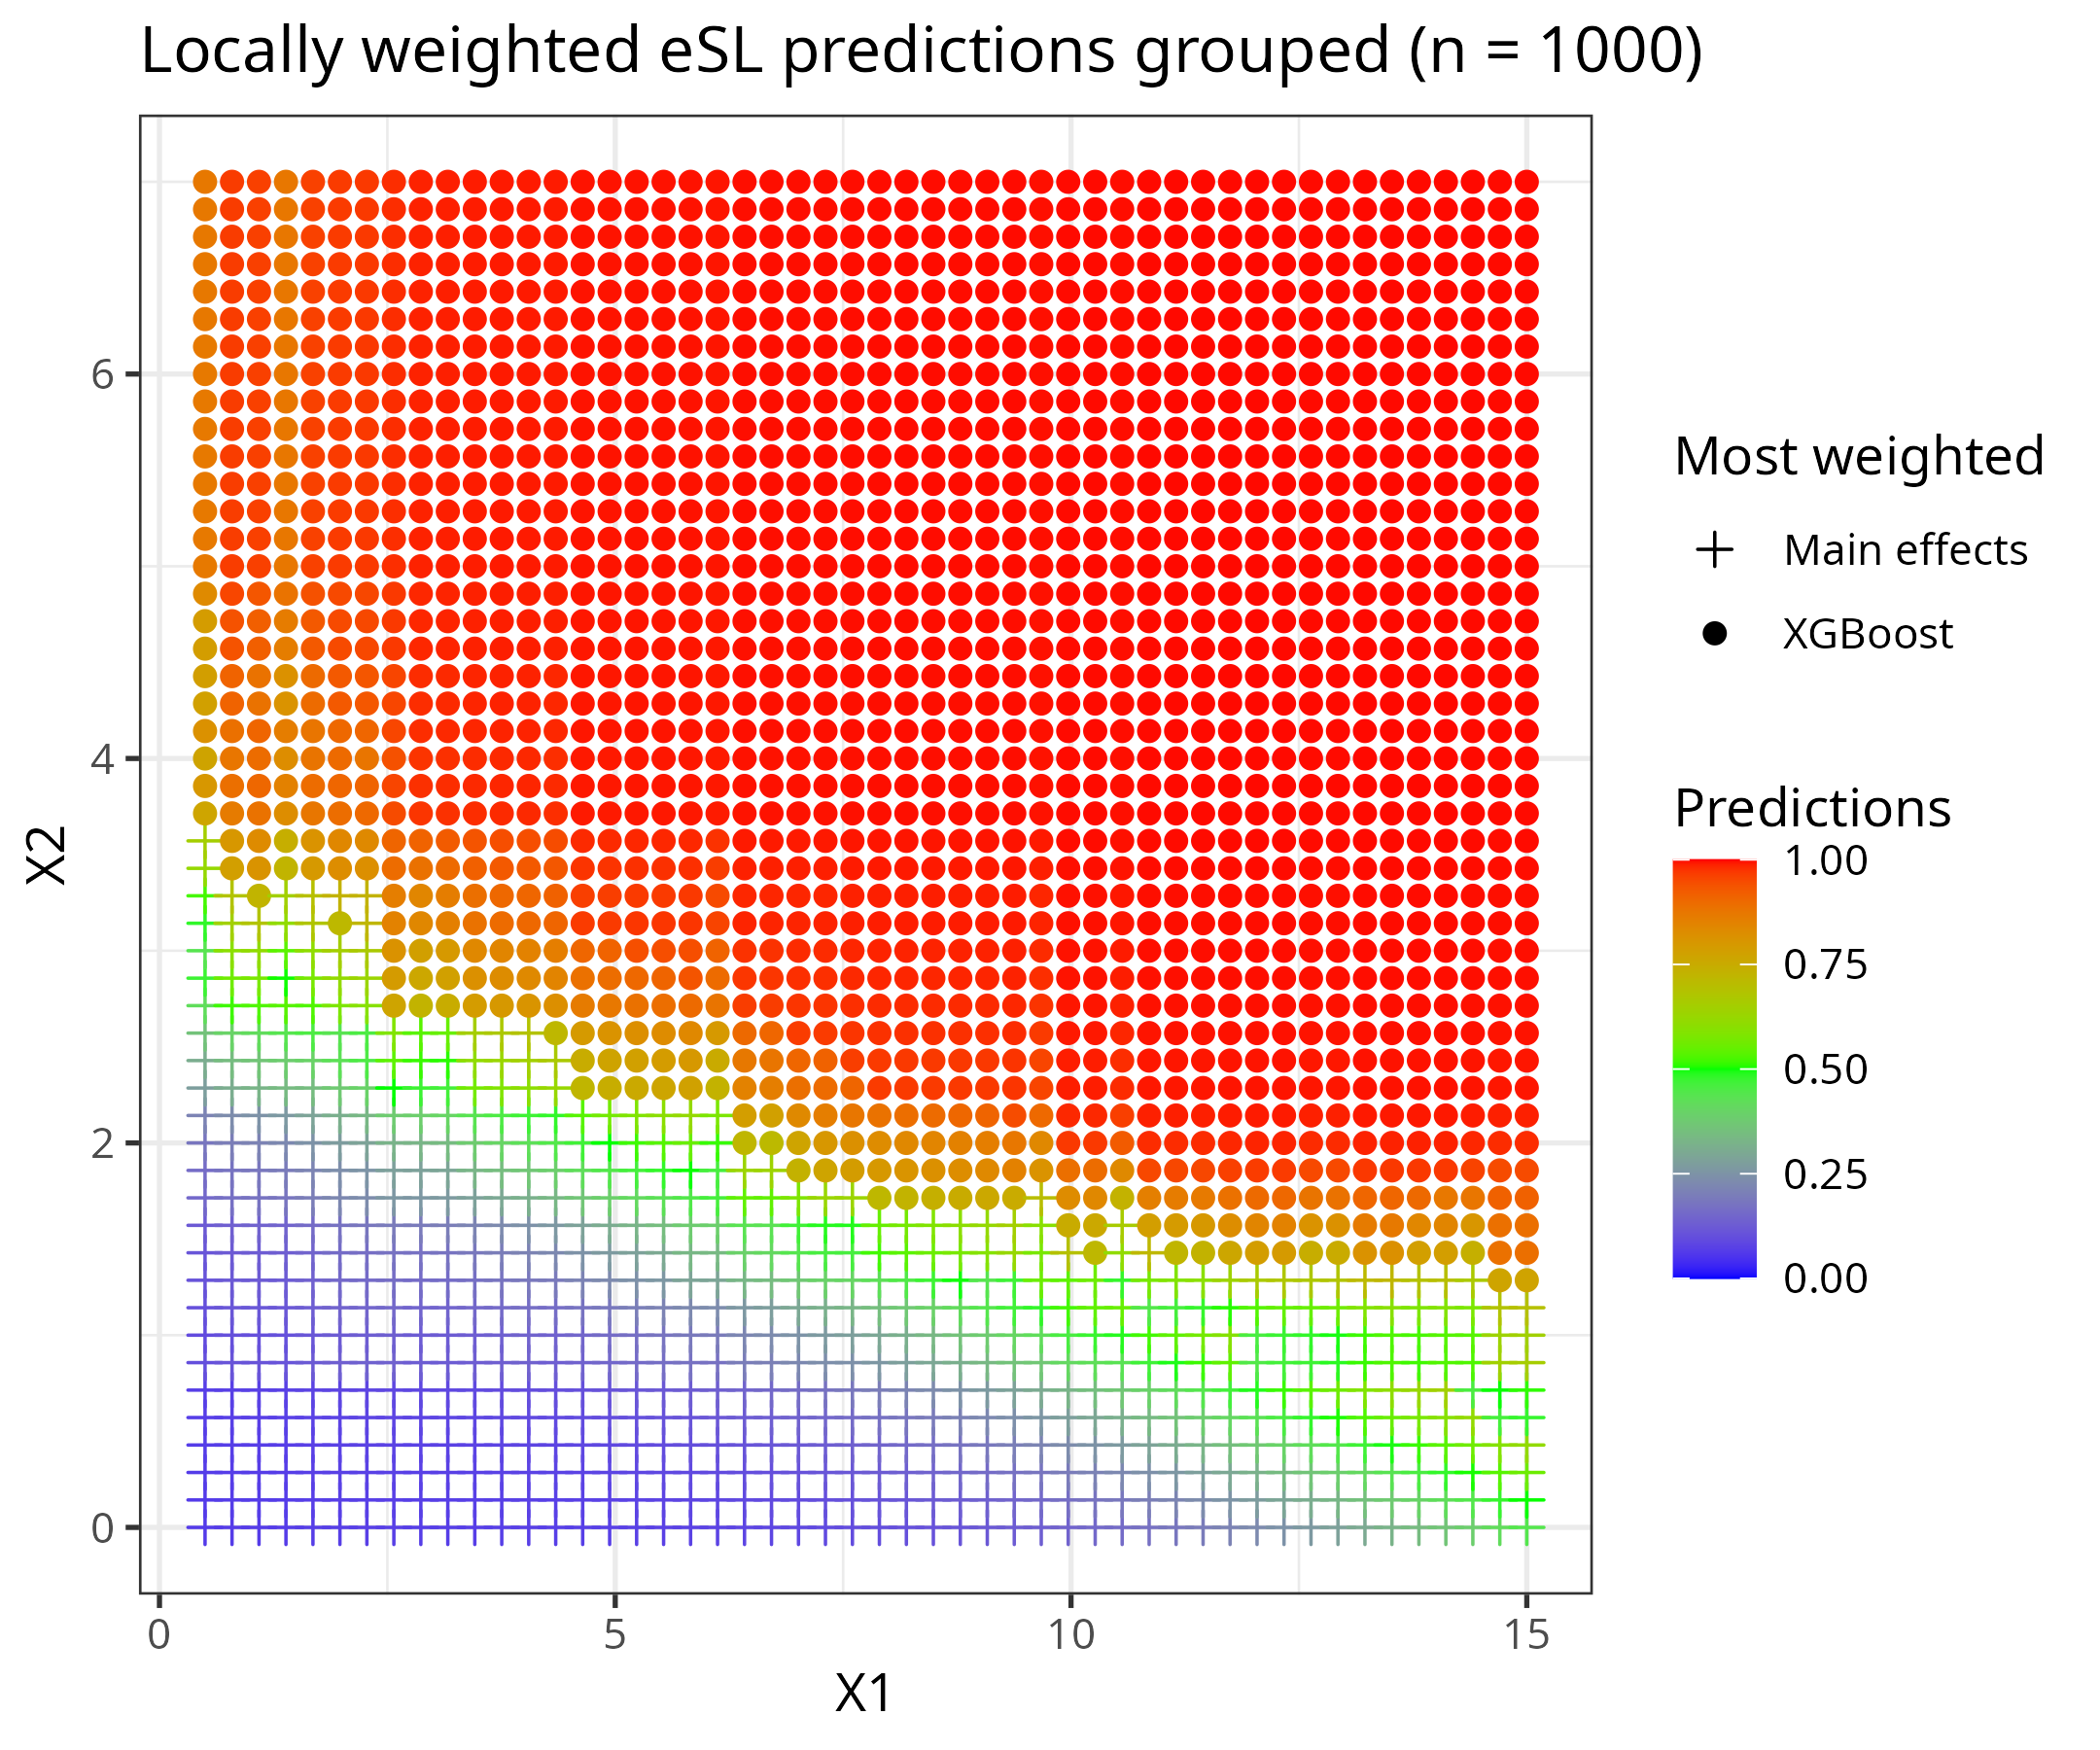 Locally weighted eSL predictions grouped (n = 1000)
X2
6
4
2
0
0 5 10 15
X1
Most weighted
Main effects
XGBoost
Predictions
1.00
0.75
0.50
0.25
0.00